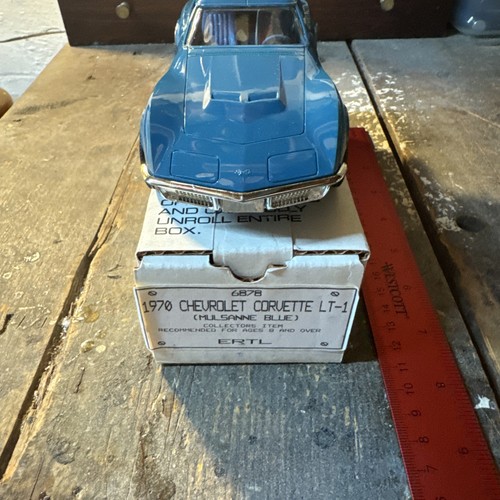 AND
UNROLL ENTIRE
BOX.
6878
1970 CHEVROLET CORVETTE LT-1
(MULSANNE BLUE)
COLLECTORS ITEM
RECOMMENDED FOR AGES 8 AND OVER
ERTL
WESTCOTT